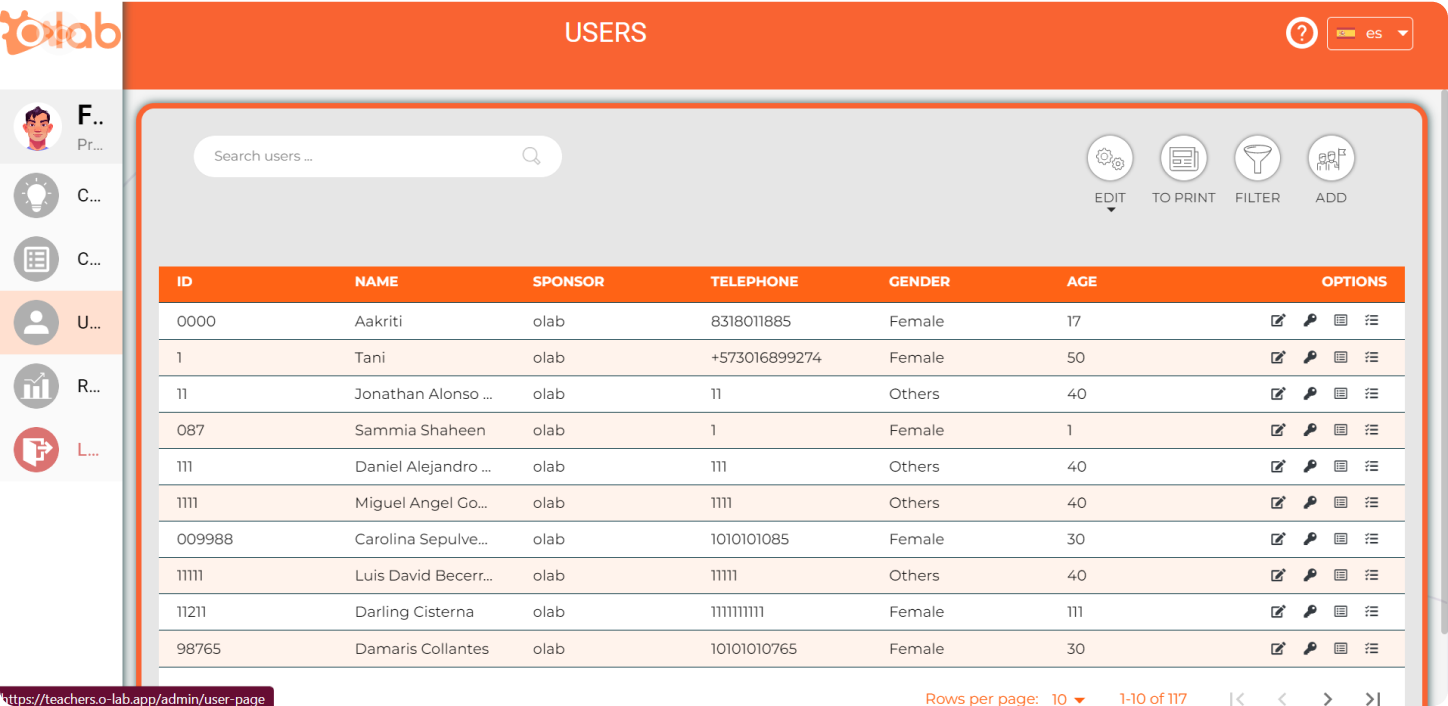 olab
USERS
? es
F..
Pr...
C...
C...
U...
R...
L...
Search users ...
EDIT TO PRINT FILTER ADD
ID NAME SPONSOR TELEPHONE GENDER AGE OPTIONS
0000 Aakriti olab 8318011885 Female 17
1 Tani olab +573016899274 Female 50
11 Jonathan Alonso ... olab 11 Others 40
087 Sammia Shaheen olab 1 Female 1
111 Daniel Alejandro ... olab 111 Others 40
1111 Miguel Angel Go... olab 1111 Others 40
009988 Carolina Sepulve... olab 1010101085 Female 30
11111 Luis David Becerr... olab 11111 Others 40
11211 Darling Cisterna olab 1111111111 Female 111
98765 Damaris Collantes olab 10101010765 Female 30
Rows per page: 10 1-10 of 117
https://teachers.o-lab.app/admin/user-page